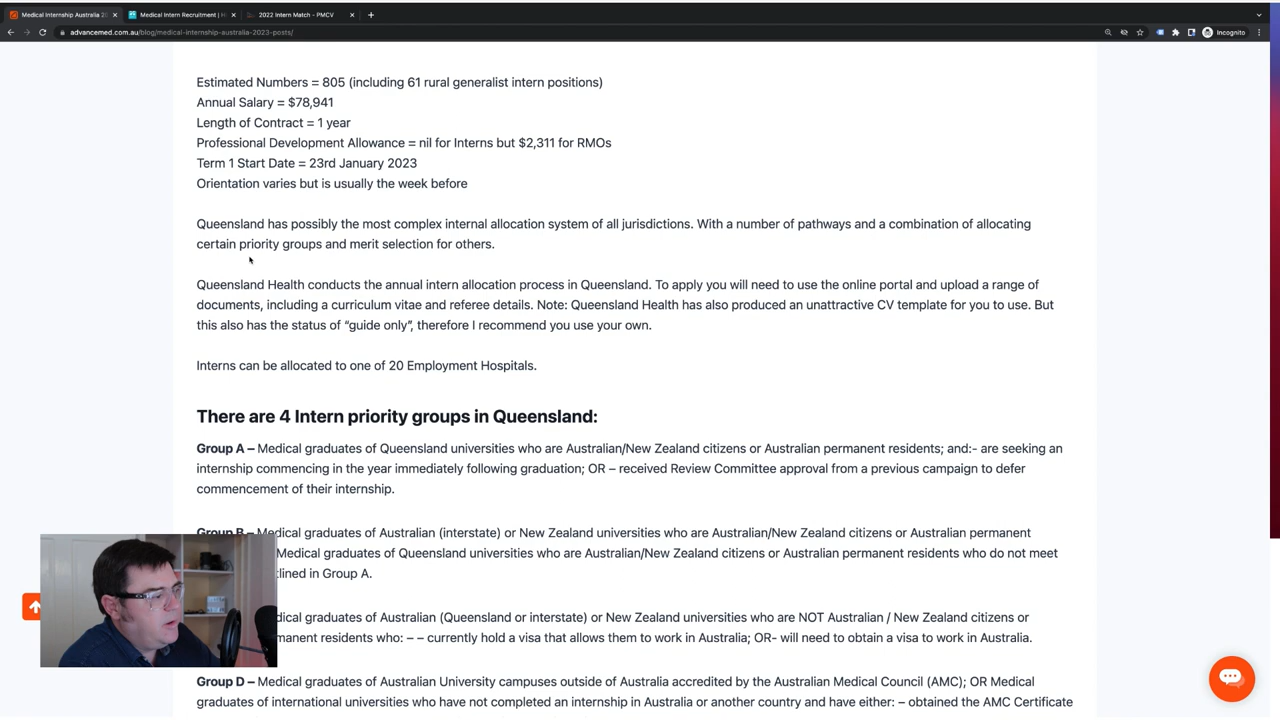 Medical Internship Australia 20
Medical Intern Recruitment | H
2022 Intern Match - PMCV
advancemed.com.au/blog/medical-internship-australia-2023-posts/
Incognito
Estimated Numbers = 805 (including 61 rural generalist intern positions)
Annual Salary = $78,941
Length of Contract = 1 year
Professional Development Allowance = nil for Interns but $2,311 for RMOs
Term 1 Start Date = 23rd January 2023
Orientation varies but is usually the week before
Queensland has possibly the most complex internal allocation system of all jurisdictions. With a number of pathways and a combination of allocating
certain priority groups and merit selection for others.
Queensland Health conducts the annual intern allocation process in Queensland. To apply you will need to use the online portal and upload a range of
documents, including a curriculum vitae and referee details. Note: Queensland Health has also produced an unattractive CV template for you to use. But
this also has the status of “guide only”, therefore I recommend you use your own.
Interns can be allocated to one of 20 Employment Hospitals.
There are 4 Intern priority groups in Queensland:
Group A – Medical graduates of Queensland universities who are Australian/New Zealand citizens or Australian permanent residents; and:- are seeking an
internship commencing in the year immediately following graduation; OR – received Review Committee approval from a previous campaign to defer
commencement of their internship.
Group B – Medical graduates of Australian (interstate) or New Zealand universities who are Australian/New Zealand citizens or Australian permanent
Medical graduates of Queensland universities who are Australian/New Zealand citizens or Australian permanent residents who do not meet
tlined in Group A.
dical graduates of Australian (Queensland or interstate) or New Zealand universities who are NOT Australian / New Zealand citizens or
manent residents who: – – currently hold a visa that allows them to work in Australia; OR- will need to obtain a visa to work in Australia.
Group D – Medical graduates of Australian University campuses outside of Australia accredited by the Australian Medical Council (AMC); OR Medical
graduates of international universities who have not completed an internship in Australia or another country and have either: – obtained the AMC Certificate